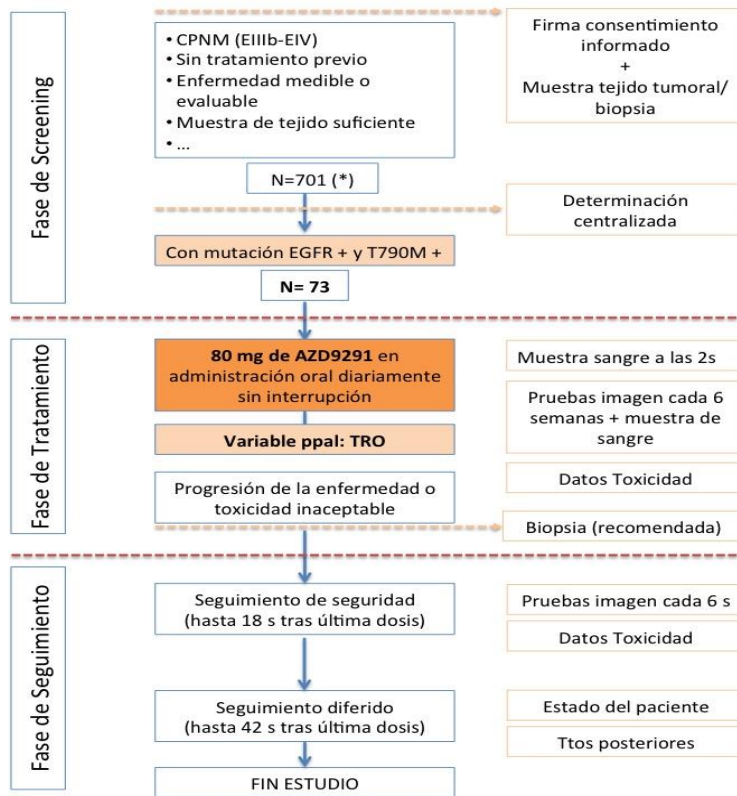 Fase de Screening
• CPNM (EIIIb-EIV)
• Sin tratamiento previo
• Enfermedad medible o
evaluable
• Muestra de tejido suficiente
• ...
Firma consentimiento
informado
+
Muestra tejido tumoral/
biopsia
N=701 (*)
Determinación
centralizada
Con mutación EGFR + y T790M +
N= 73
Fase de Tratamiento
80 mg de AZD9291 en
administración oral diariamente
sin interrupción
Variable ppal: TRO
Progresión de la enfermedad o
toxicidad inaceptable
Muestra sangre a las 2s
Pruebas imagen cada 6
semanas + muestra de
sangre
Datos Toxicidad
Biopsia (recomendada)
Fase de Seguimiento
Seguimiento de seguridad
(hasta 18 s tras última dosis)
Pruebas imagen cada 6 s
Datos Toxicidad
Seguimiento diferido
(hasta 42 s tras última dosis)
Estado del paciente
Ttos posteriores
FIN ESTUDIO